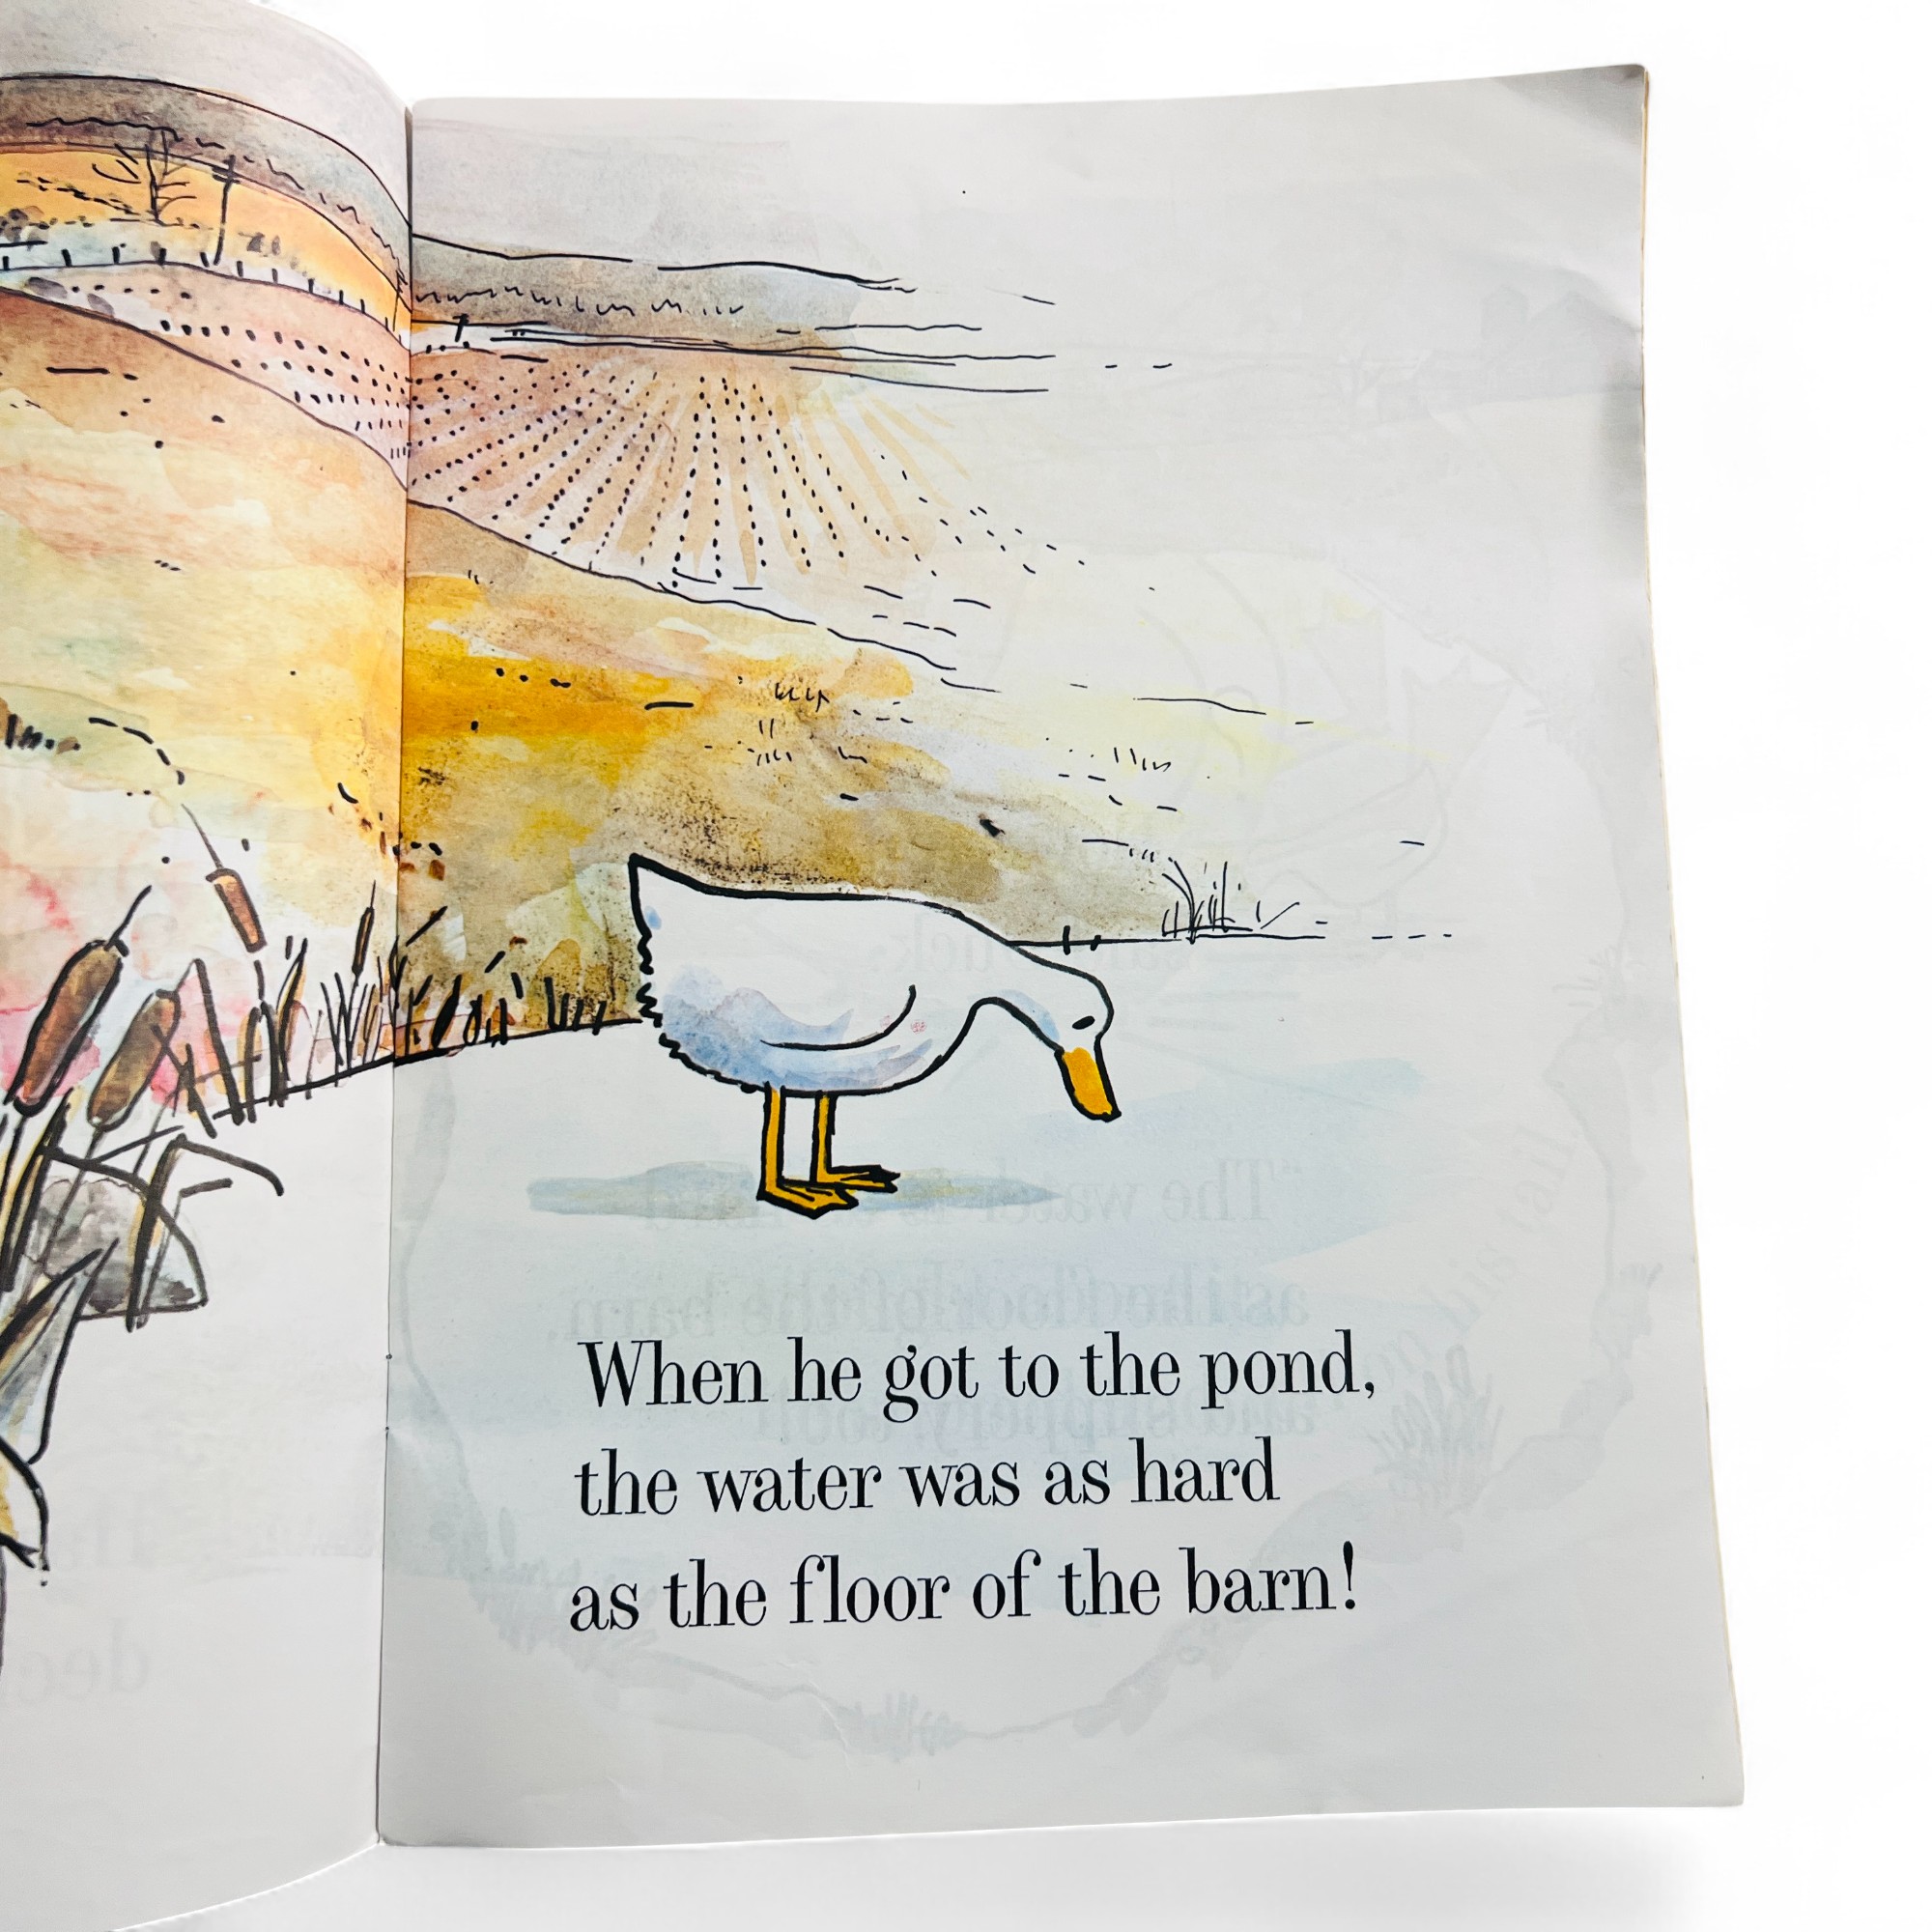 When he got to the pond,
the water was as hard
as the floor of the barn!